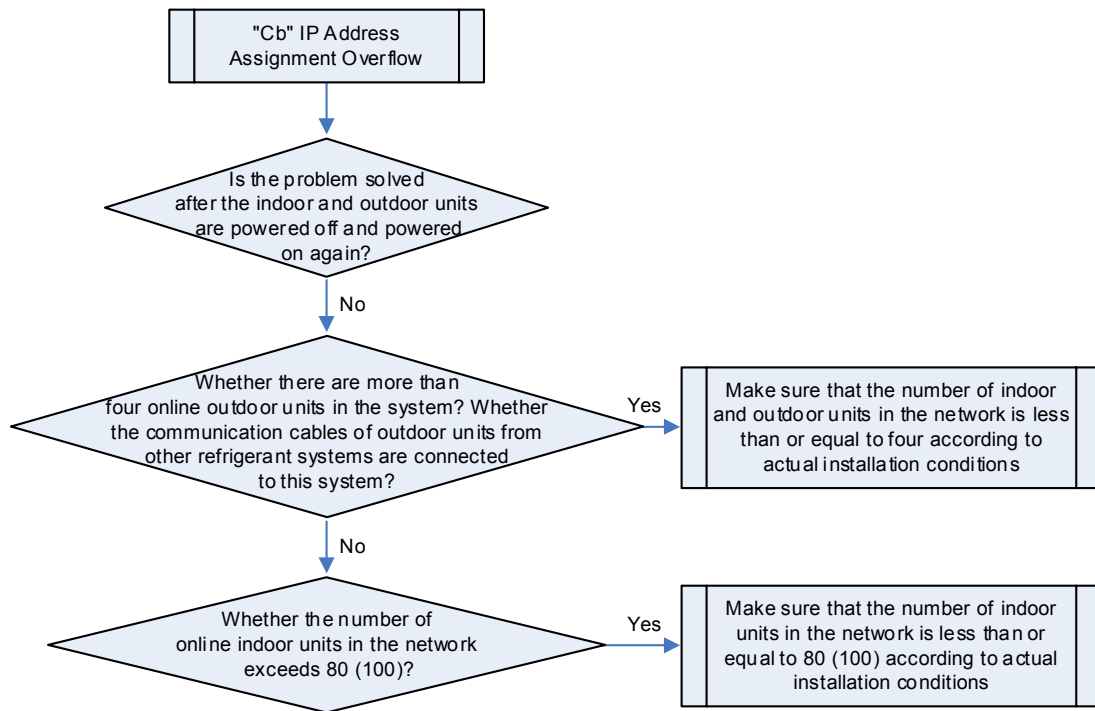 "Cb" IP Address
Assignment Overflow
Is the problem solved
after the indoor and outdoor units
are powered off and powered
on again?
No
Whether there are more than
four online outdoor units in the system? Whether
the communication cables of outdoor units from
other refrigerant systems are connected
to this system?
Yes
Make sure that the number of indoor
and outdoor units in the network is less
than or equal to four according to
actual installation conditions
No
Whether the number of
online indoor units in the network
exceeds 80 (100)?
Yes
Make sure that the number of indoor
units in the network is less than or
equal to 80 (100) according to actual
installation conditions